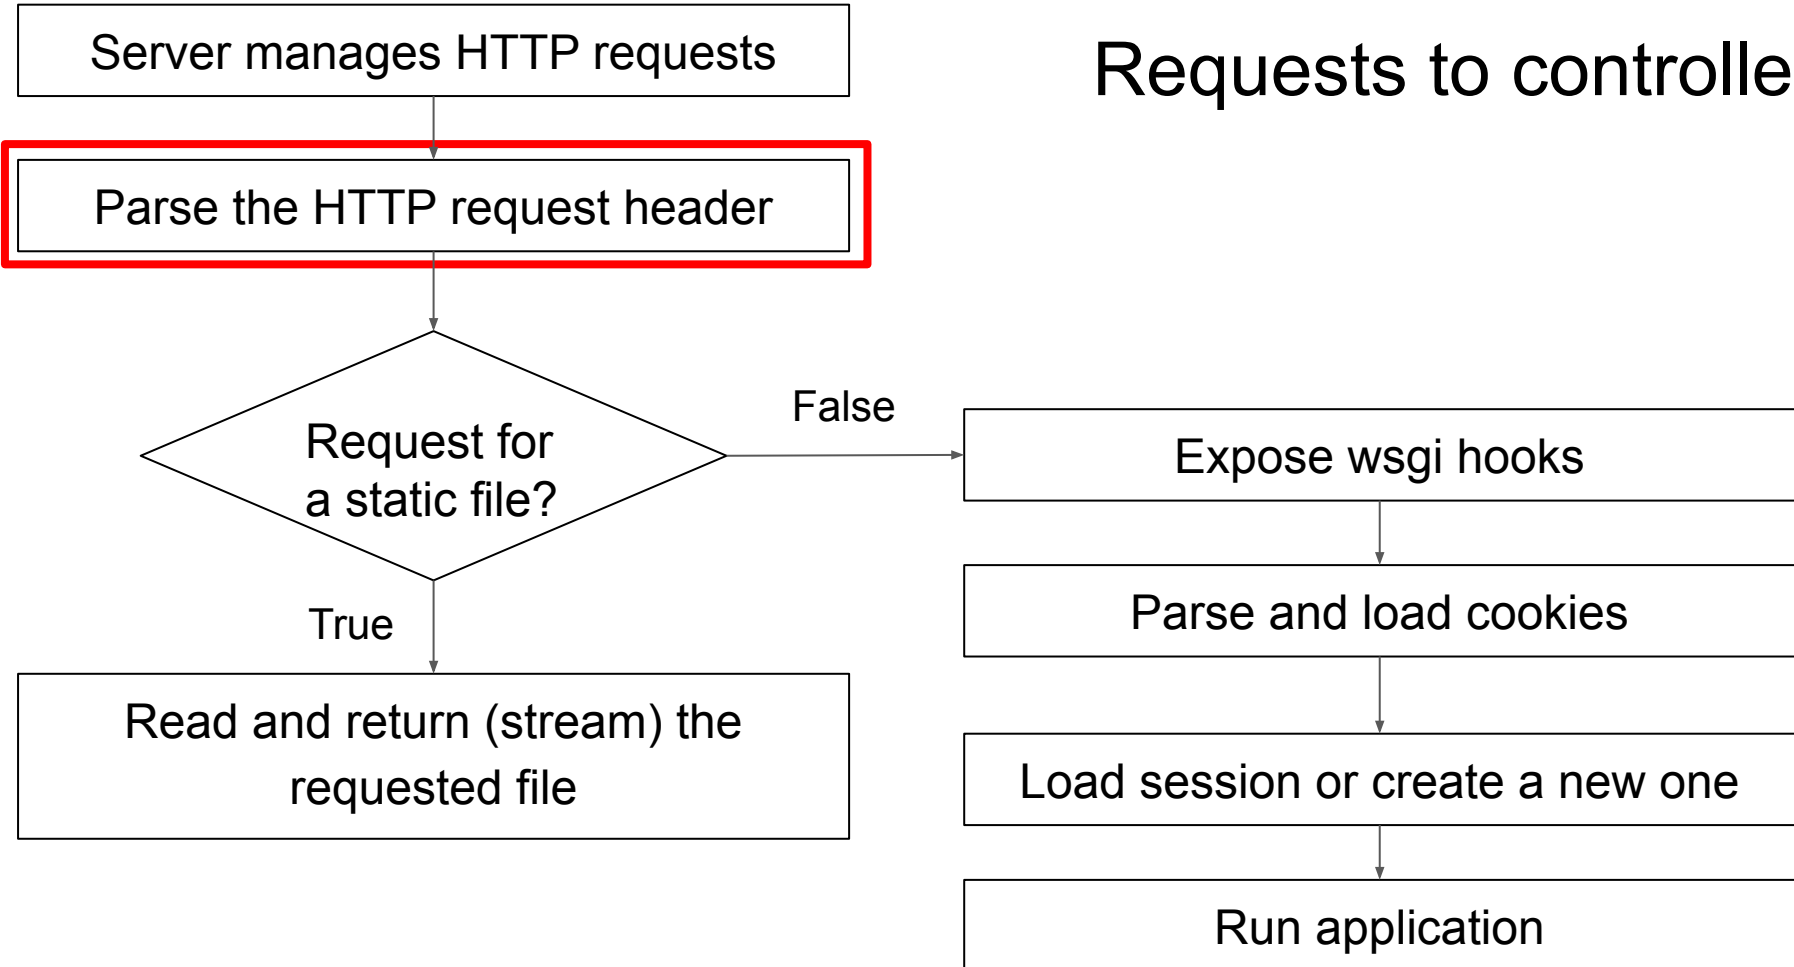 Requests to controlle
Server manages HTTP requests
Parse the HTTP request header
Request for
a static file?
False
True
Read and return (stream) the
requested file
Expose wsgi hooks
Parse and load cookies
Load session or create a new one
Run application